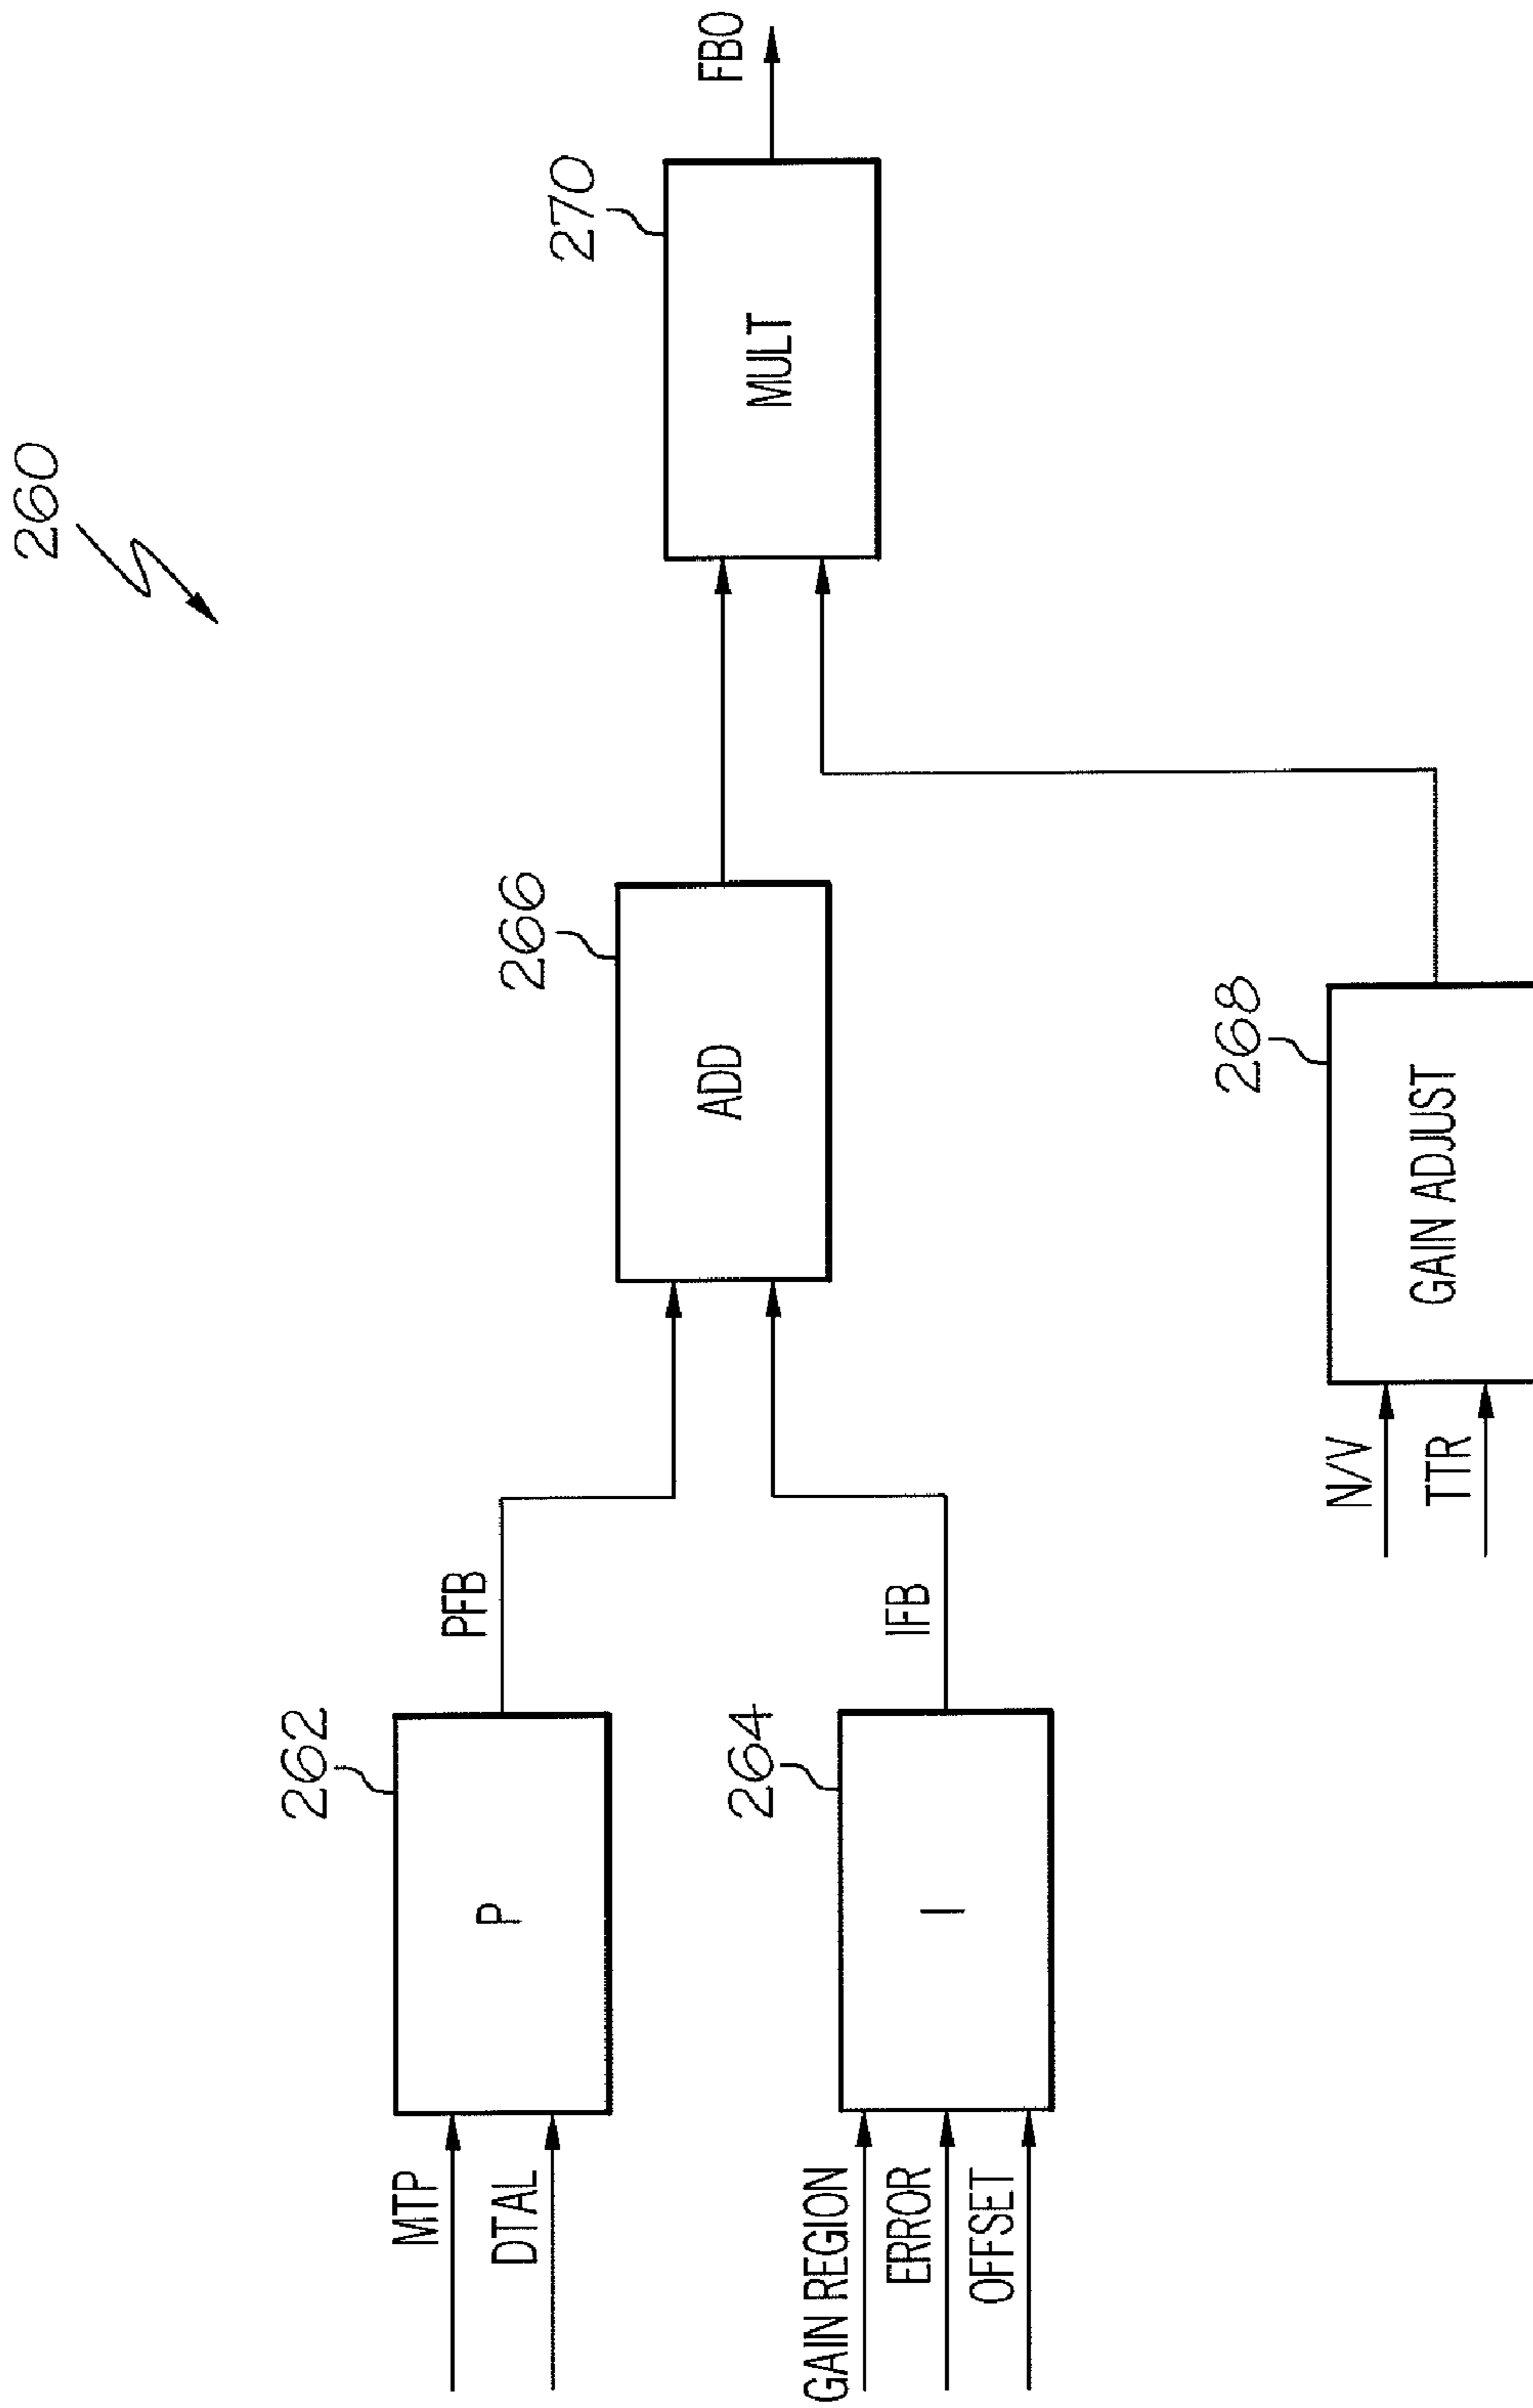 260
262
MTP
DTAL
P
PFB
264
GAIN REGION
ERROR
OFFSET
I
IFB
266
ADD
268
N/V
TTR
GAIN ADJUST
270
MULT
FBO